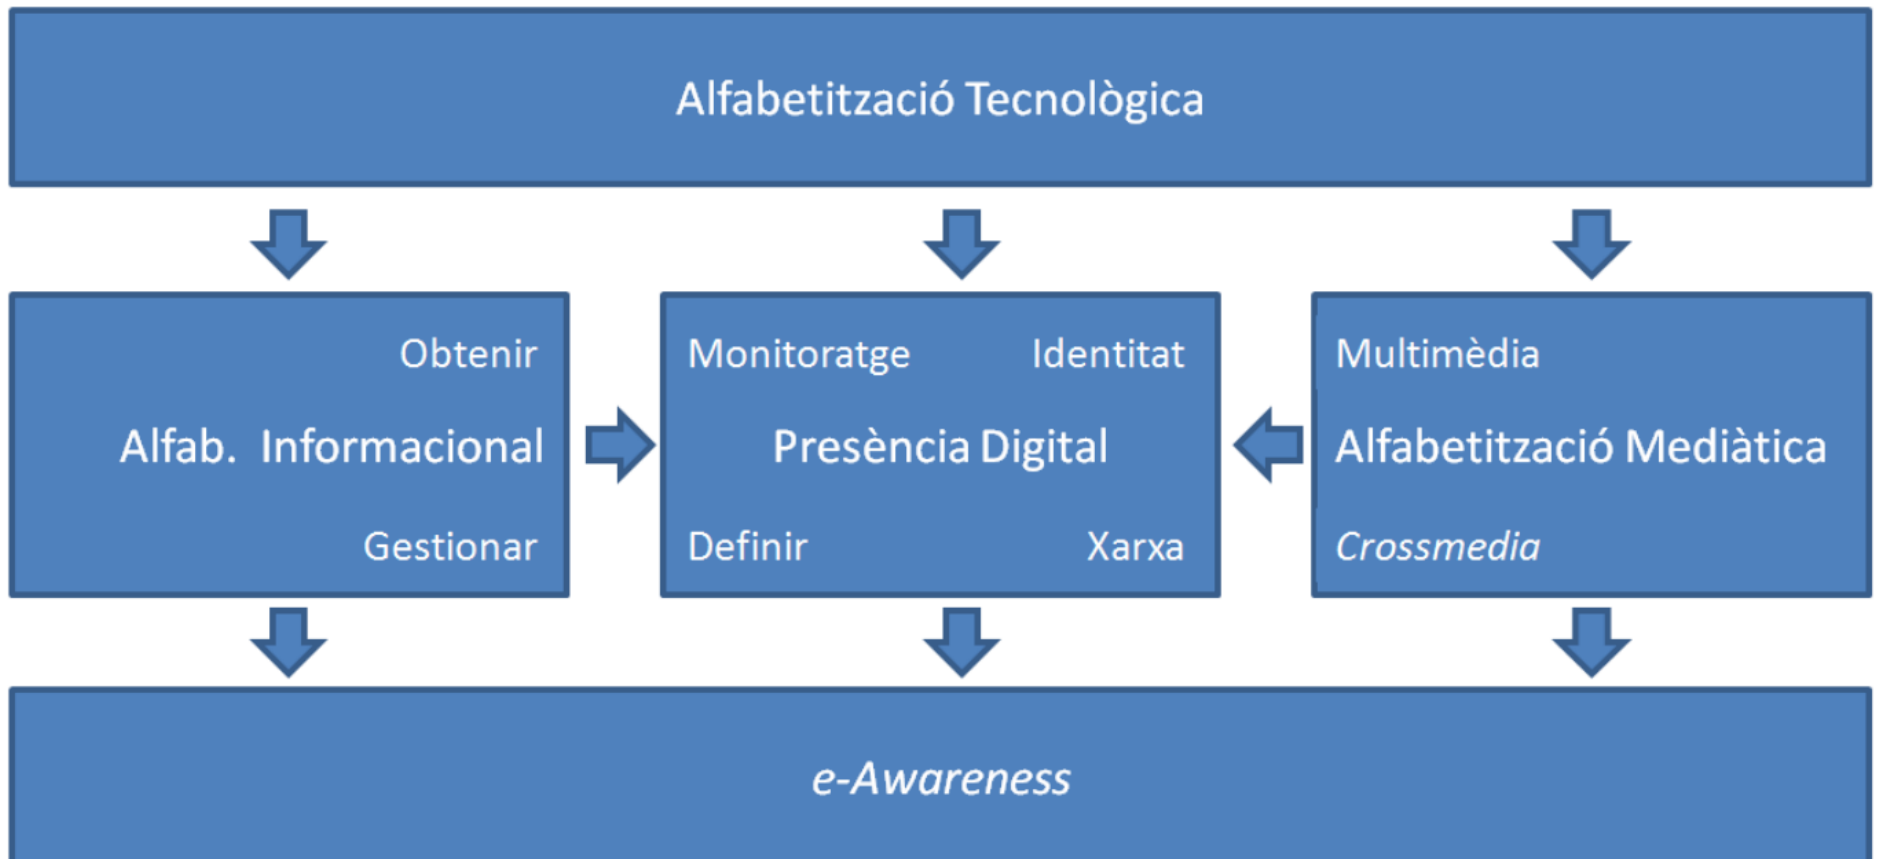 Alfabetització Tecnològica
Obtenir
Alfab. Informacional
Gestionar
Monitoratge Identitat
Presència Digital
Definir Xarxa
Multimèdia
Alfabetització Mediàtica
Crossmedia
e-Awareness